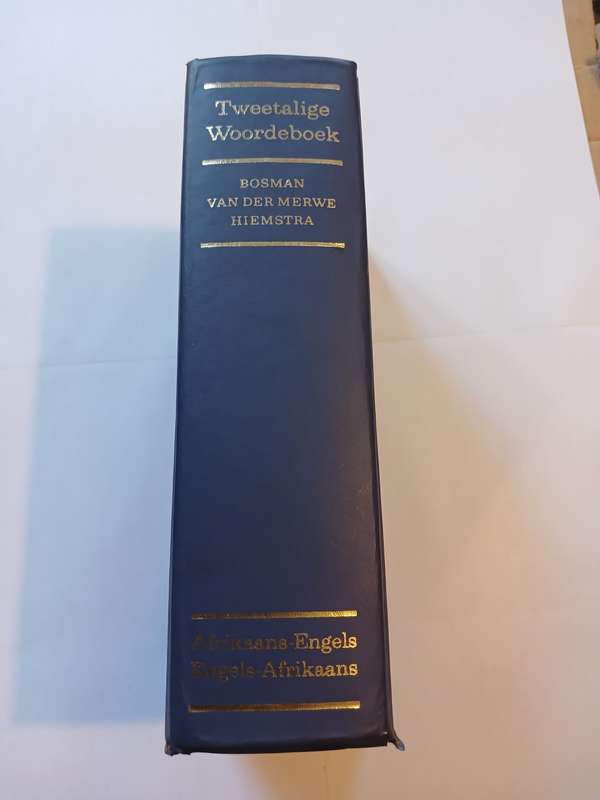 Tweetalige
Woordeboek
BOSMAN
VAN DER MERWE
HIEMSTRA
Afrikaans-Engels
Engels-Afrikaans